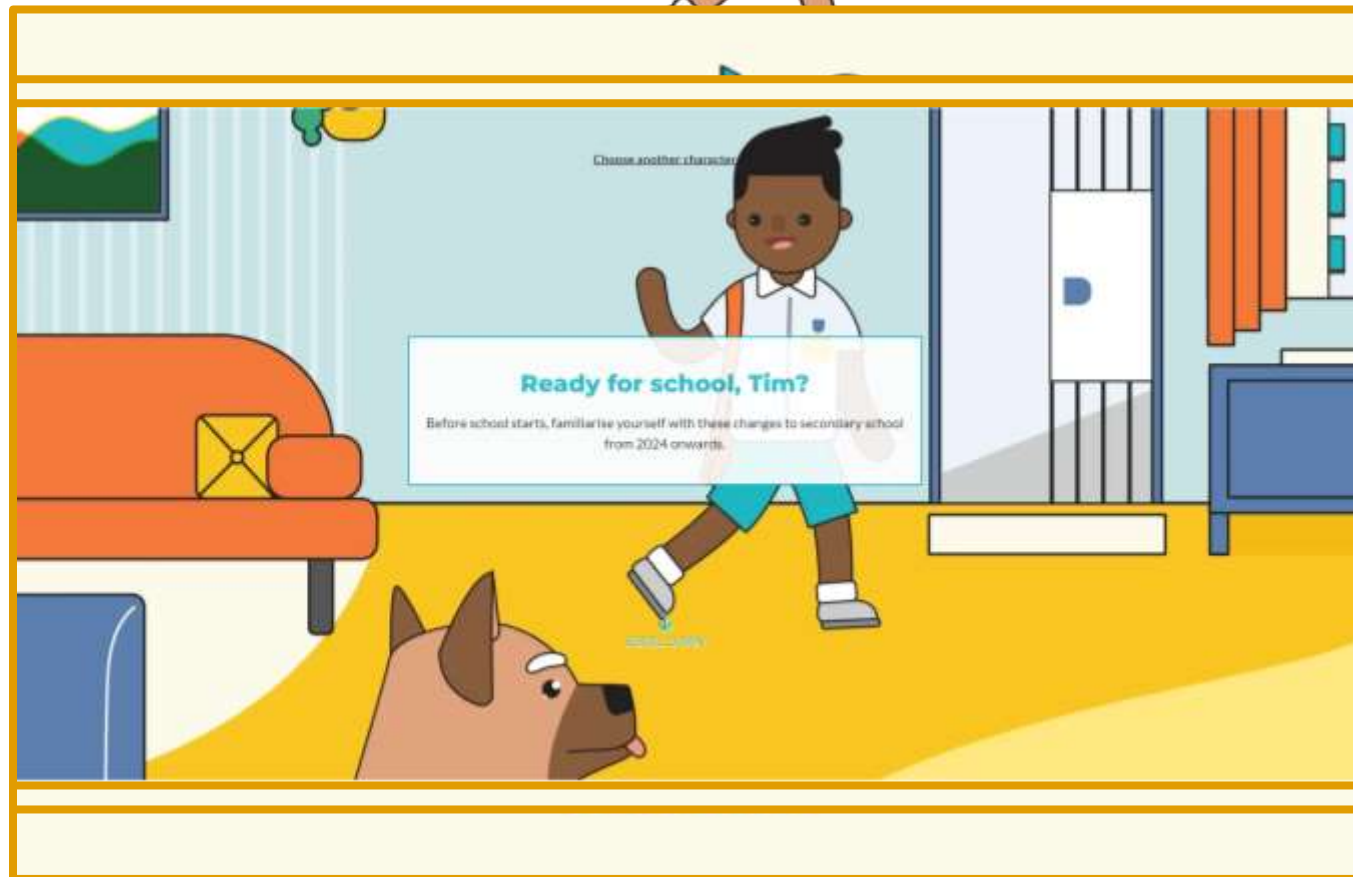 Choose another character
Ready for school, Tim?
Before school starts, familiarise yourself with these changes to secondary school
from 2024 onwards.